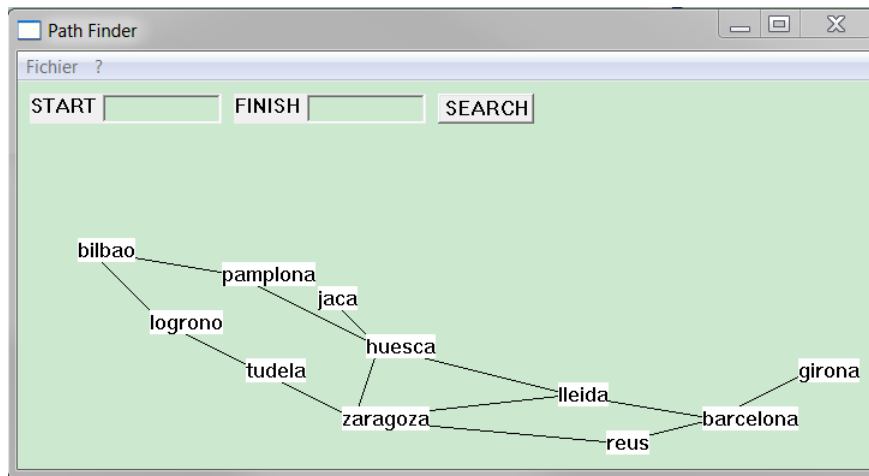 Path Finder
Fichier ?
START FINISH SEARCH
bilbao
pamplona
jaca
logrono
huesca
tudela
girona
lleida
zaragoza
barcelona
reus